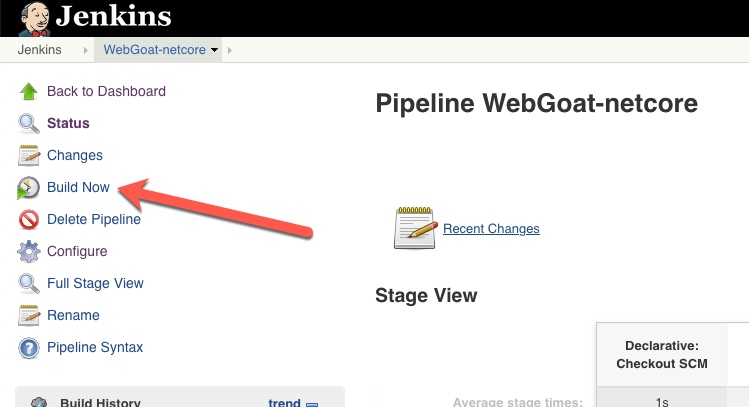 Jenkins
Jenkins
WebGoat-netcore
Back to Dashboard
Status
Changes
Build Now
Delete Pipeline
Configure
Full Stage View
Rename
Pipeline Syntax
Build History
trend
Pipeline WebGoat-netcore
Recent Changes
Stage View
Declarative:
Checkout SCM
Average stage times:
1s